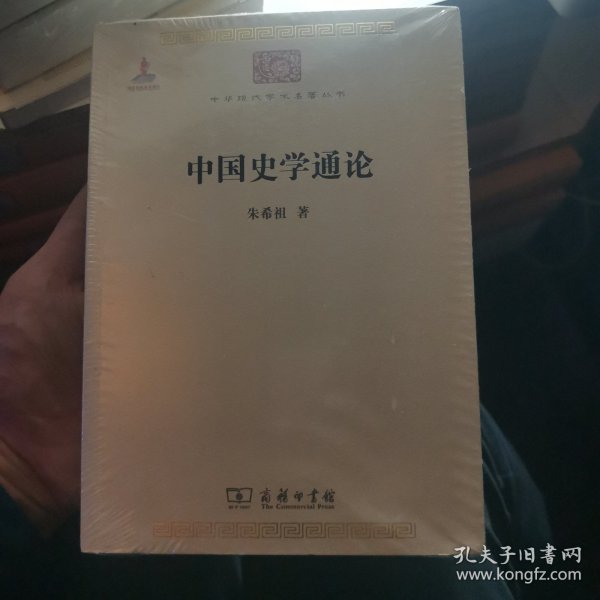 中华现代学术名著丛书
中国史学通论
朱希祖 著
商务印书馆
The Commercial Press
孔夫子旧书网
www.kongfz.com